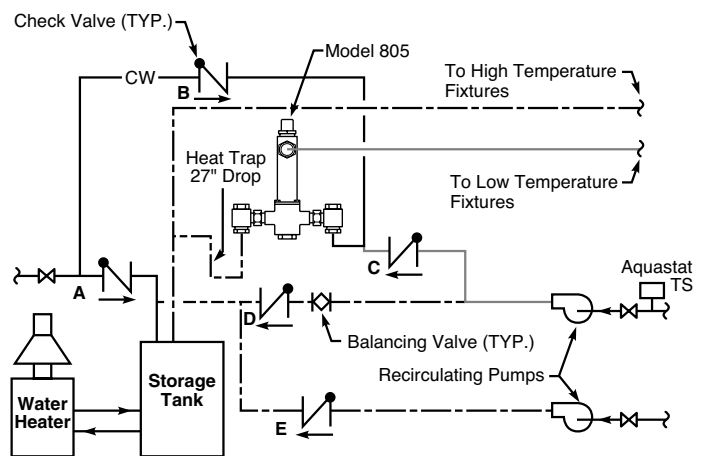 Check Valve (TYP.)
Model 805
CW
B
To High Temperature
Fixtures
Heat Trap
27" Drop
To Low Temperature
Fixtures
C
A
Aquastat
TS
D
Balancing Valve (TYP.)
Storage
Tank
Recirculating Pumps
Water
Heater
E